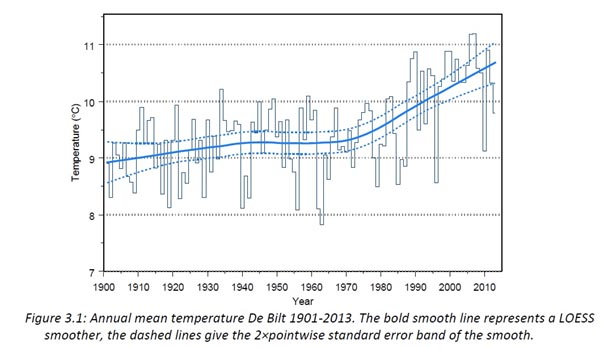 11
10
9
8
7
Temperature (°C)
1900 1910 1920 1930 1940 1950 1960 1970 1980 1990 2000 2010
Year
Figure 3.1: Annual mean temperature De Bilt 1901-2013. The bold smooth line represents a LOESS
smoother, the dashed lines give the 2×pointwise standard error band of the smooth.